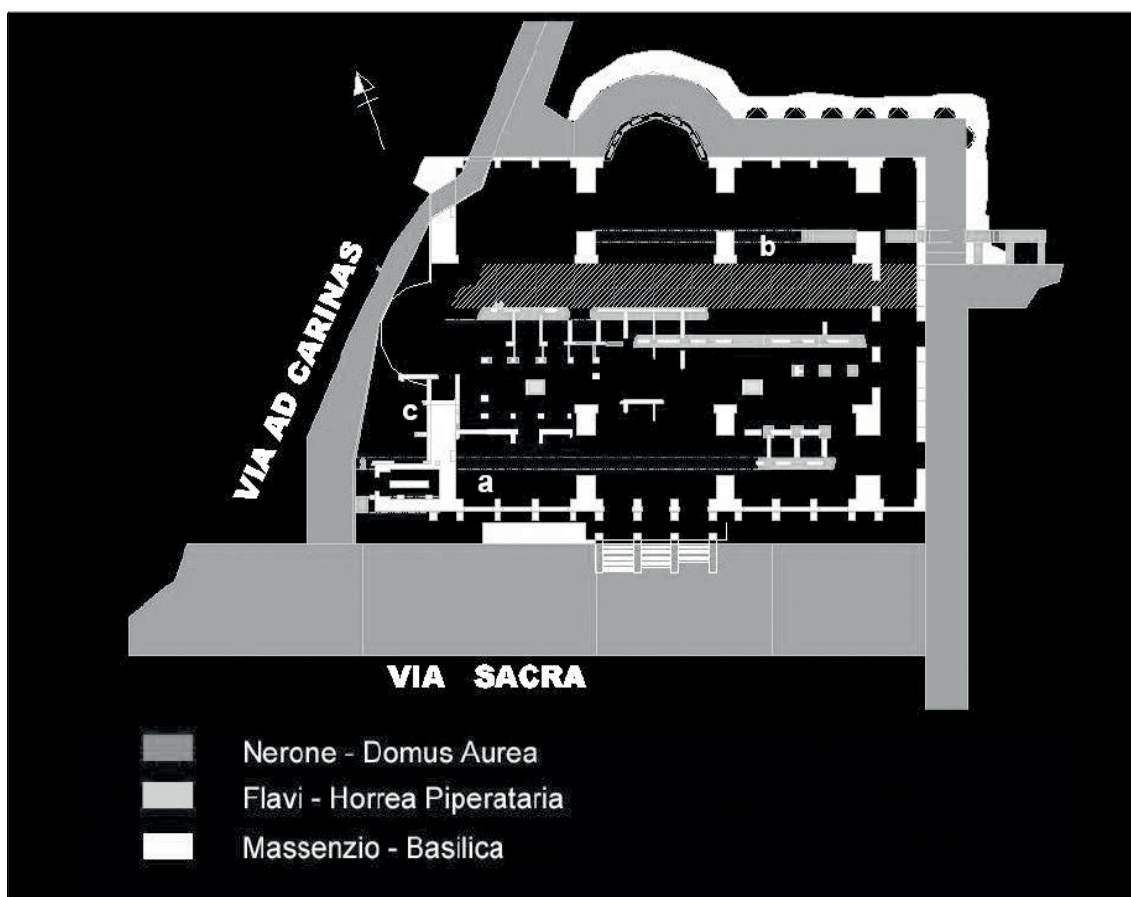 b
VIA AD CARINAS
c
a
VIA SACRA
Nerone - Domus Aurea
Flavi - Horrea Piperataria
Massenzio - Basilica